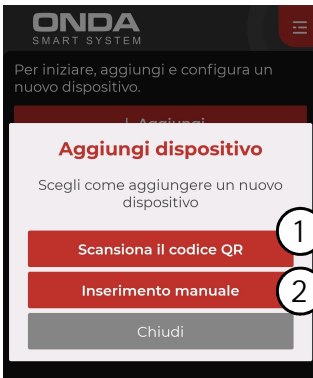 ONDA
SMART SYSTEM
Per iniziare, aggiungi e configura un
nuovo dispositivo.
Aggiungi
Aggiungi dispositivo
Scegli come aggiungere un nuovo
dispositivo
Scansiona il codice QR
1
Inserimento manuale
2
Chiudi